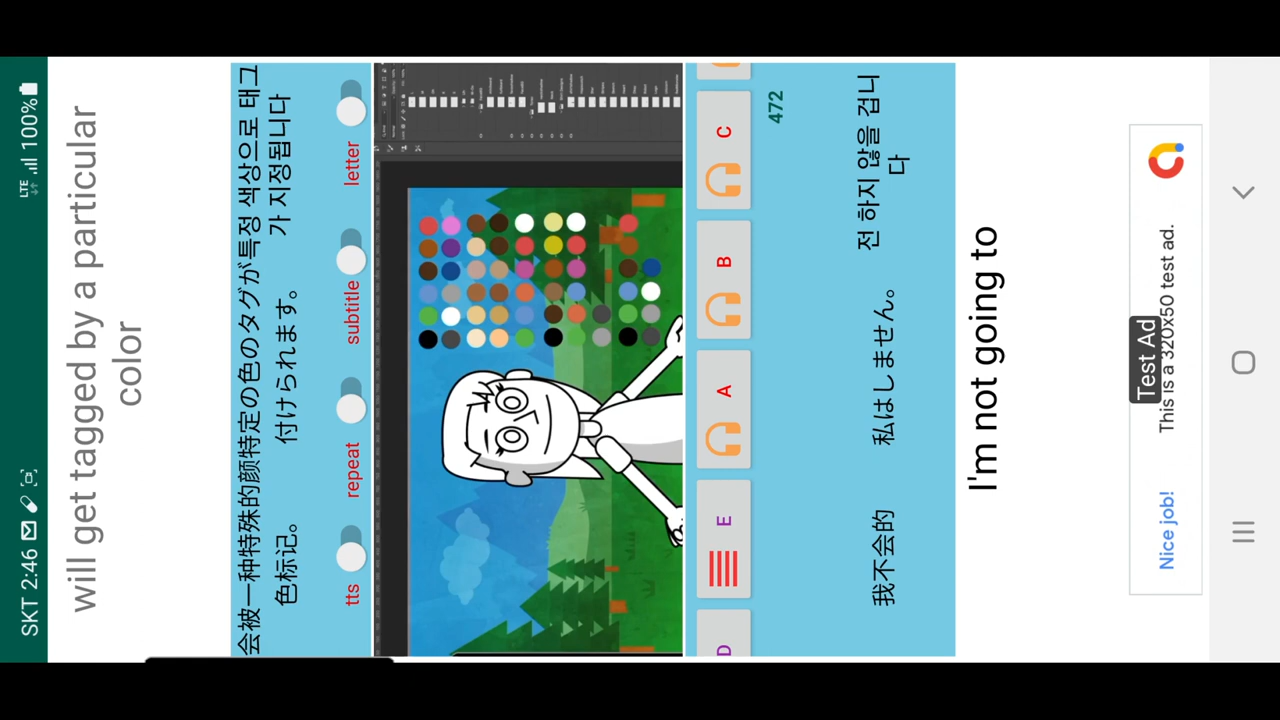 SKT 2:46 LTE 100%
will get tagged by a particular
color
会被一种特殊的颜
色标记。
特定の色のタグが
付けられます。
특정 색상으로 태그
가 지정됩니다
tts
repeat
subtitle
letter
D
E
A
B
C
472
我不会的
私はしません。
전 하지 않을 겁니
다
I'm not going to
Test Ad
Nice job!
This is a 320x50 test ad.